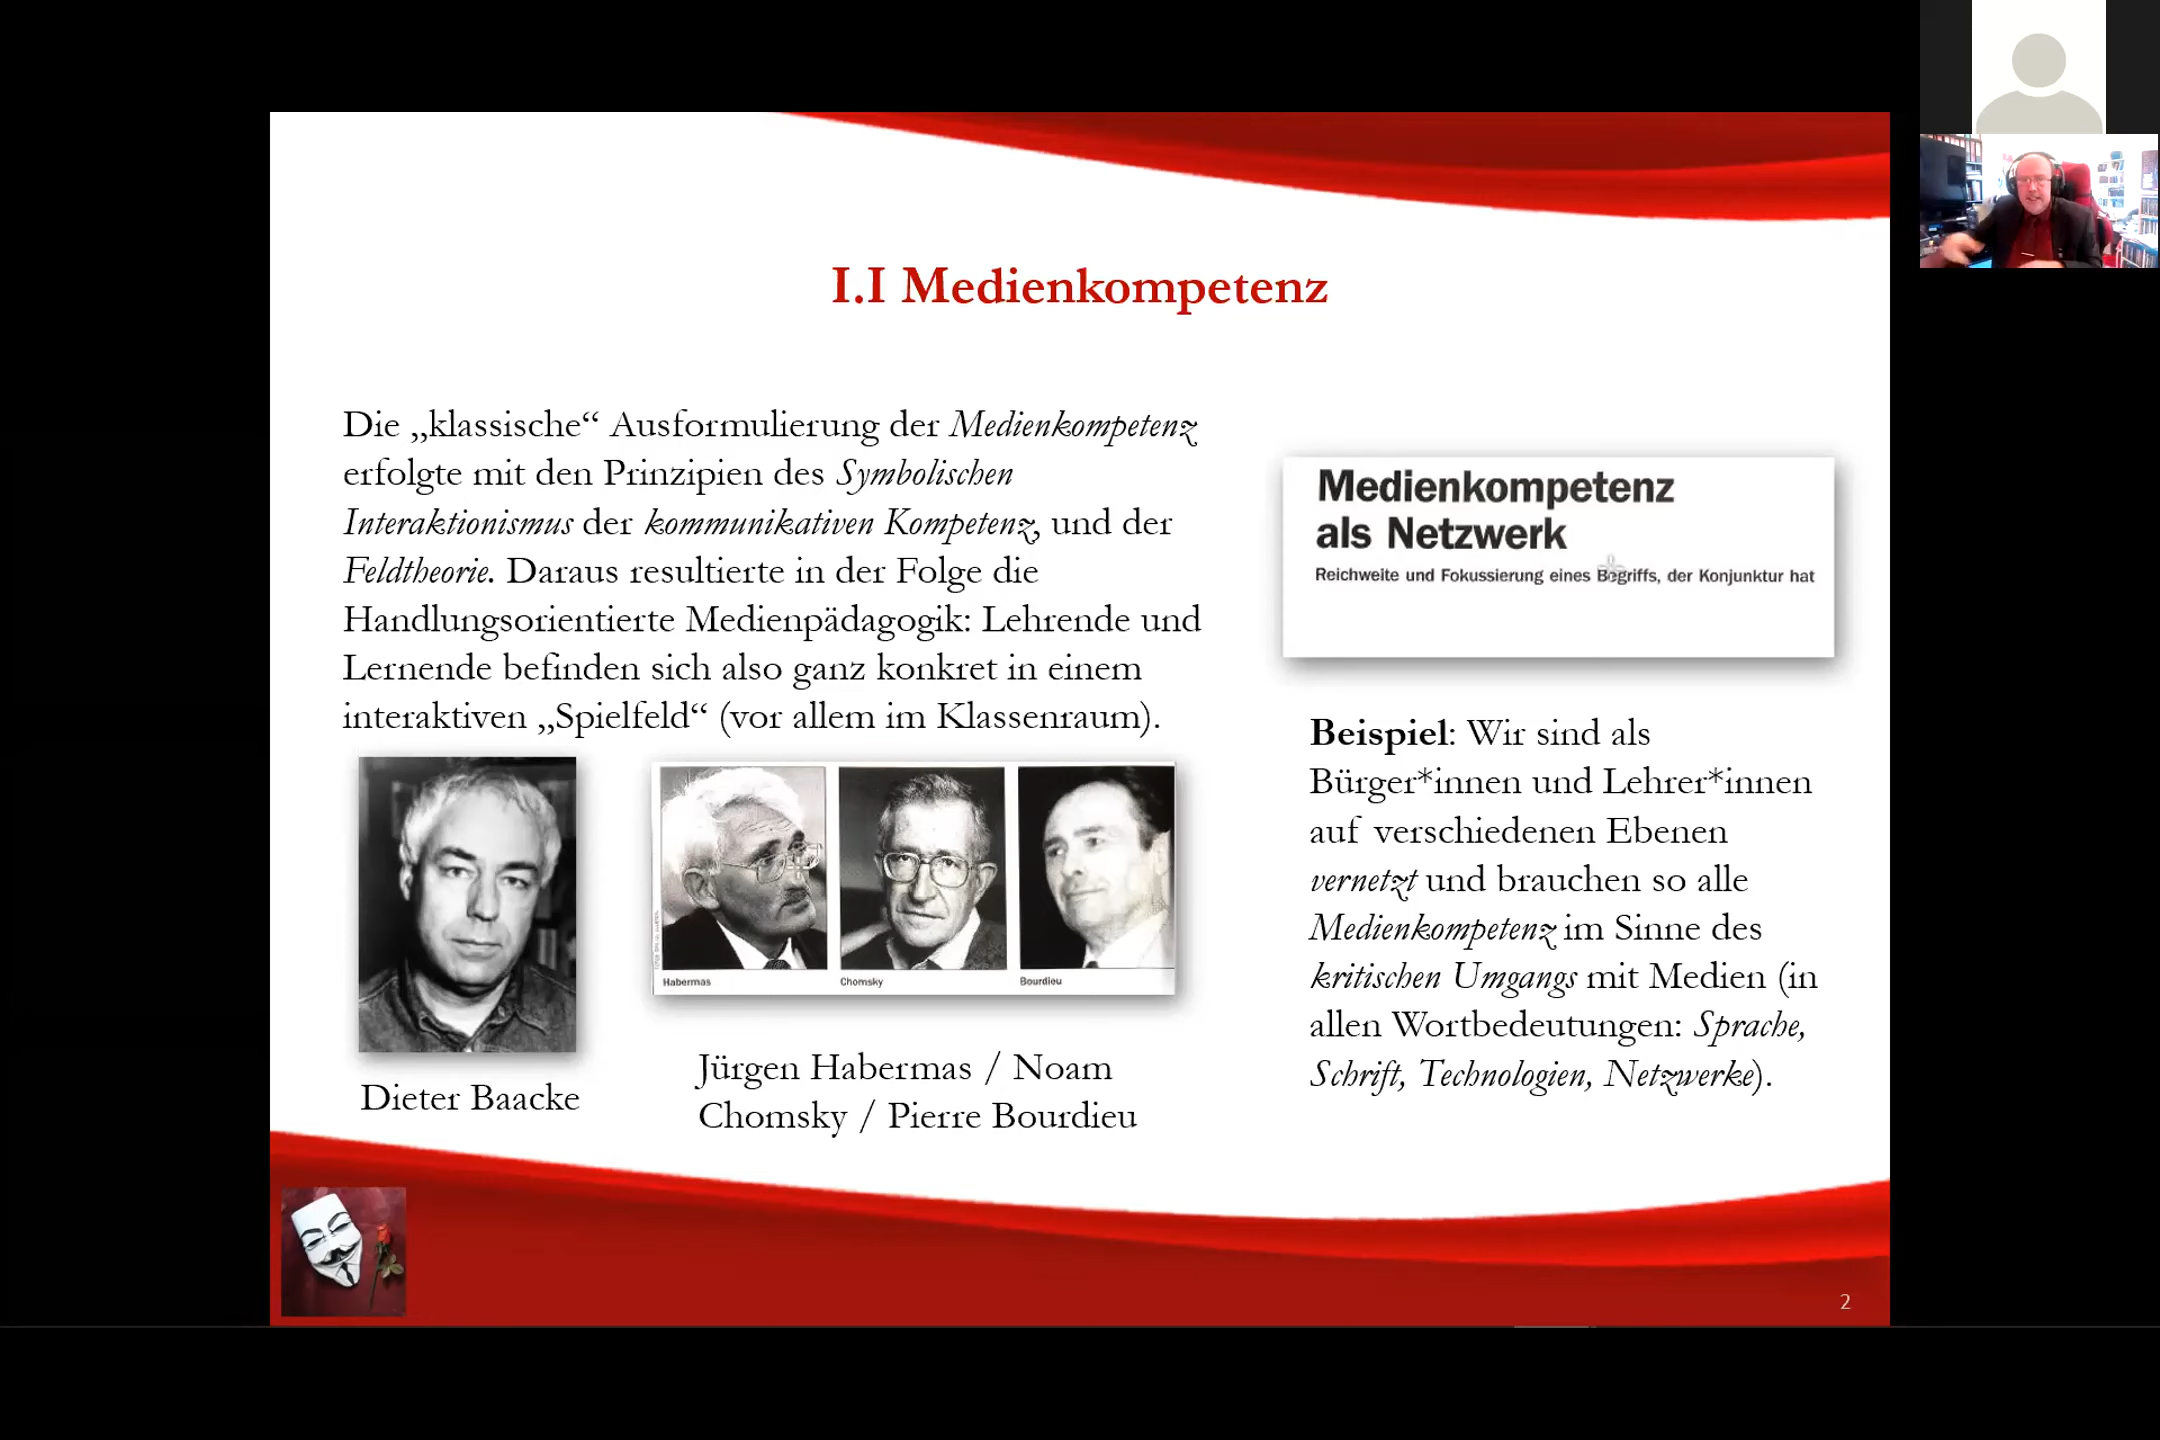 I.I Medienkompetenz
Die „klassische“ Ausformulierung der Medienkompetenz
erfolgte mit den Prinzipien des Symbolischen
Interaktionismus der kommunikativen Kompetenz, und der
Feldtheorie. Daraus resultierte in der Folge die
Handlungsorientierte Medienpädagogik: Lehrende und
Lernende befinden sich also ganz konkret in einem
interaktiven „Spielfeld“ (vor allem im Klassenraum).
Habermas
Chomsky
Bourdieu
Dieter Baacke
Jürgen Habermas / Noam
Chomsky / Pierre Bourdieu
Medienkompetenz
als Netzwerk
Reichweite und Fokussierung eines Begriffs, der Konjunktur hat
Beispiel: Wir sind als
Bürger*innen und Lehrer*innen
auf verschiedenen Ebenen
vernetzt und brauchen so alle
Medienkompetenz im Sinne des
kritischen Umgangs mit Medien (in
allen Wortbedeutungen: Sprache,
Schrift, Technologien, Netzwerke).
2